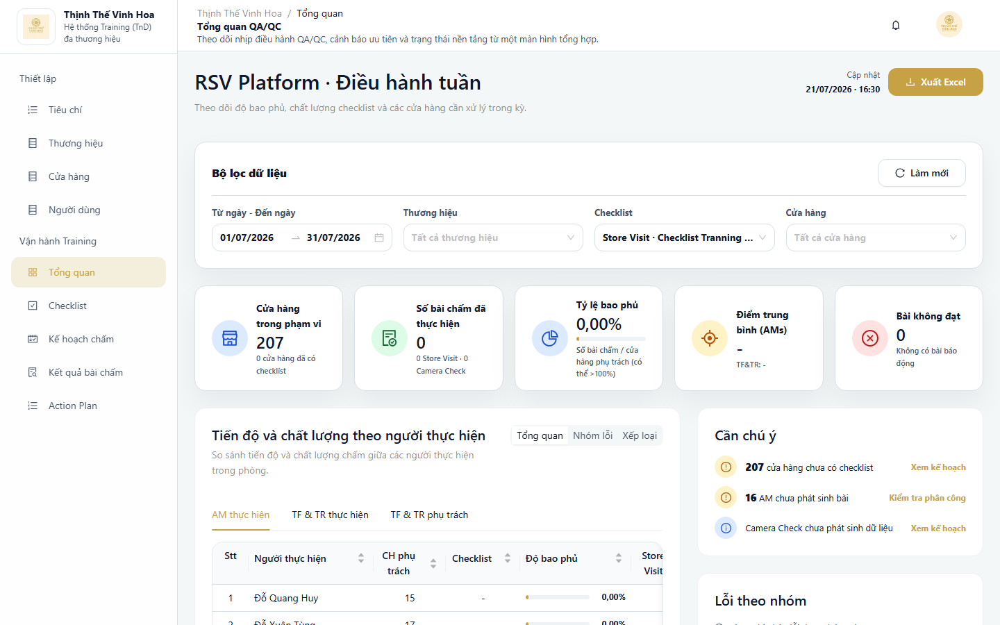 Thịnh Thế Vinh Hoa
Hệ thống Training (TnD)
đa thương hiệu
Thiết lập
Tiêu chí
Thương hiệu
Cửa hàng
Người dùng
Vận hành Training
Tổng quan
Checklist
Kế hoạch chấm
Kết quả bài chấm
Action Plan
Thịnh Thế Vinh Hoa / Tổng quan
Tổng quan QA/QC
Theo dõi nhịp điều hành QA/QC, cảnh báo ưu tiên và trạng thái nền tảng từ một màn hình tổng hợp.
RSV Platform · Điều hành tuần
Theo dõi độ bao phủ, chất lượng checklist và các cửa hàng cần xử lý trong kỳ.
Cập nhật
21/07/2026 · 16:30
Xuất Excel
Bộ lọc dữ liệu
Làm mới
Từ ngày - Đến ngày
01/07/2026 → 31/07/2026
Thương hiệu
Tất cả thương hiệu
Checklist
Store Visit · Checklist Tranning ...
Cửa hàng
Tất cả cửa hàng
Cửa hàng
trong phạm vi
207
0 cửa hàng đã có
checklist
Số bài chấm đã
thực hiện
0
0 Store Visit · 0
Camera Check
Tỷ lệ bao phủ
0,00%
Số bài chấm / cửa
hàng phụ trách (có
thể >100%)
Điểm trung
bình (AMs)
-
TF&TR: -
Bài không đạt
0
Không có bài báo
động
Tiến độ và chất lượng theo người thực hiện
So sánh tiến độ và chất lượng chấm giữa các người thực hiện
trong phòng.
Tổng quan Nhóm lỗi Xếp loại
AM thực hiện TF & TR thực hiện TF & TR phụ trách
Stt Người thực hiện CH phụ trách Checklist Độ bao phủ Store Visit
1 Đỗ Quang Huy 15 - 0,00%
2 Đỗ Xuân Tùng 17 0,00%
Cần chú ý
207 cửa hàng chưa có checklist Xem kế hoạch
16 AM chưa phát sinh bài Kiểm tra phân công
Camera Check chưa phát sinh dữ liệu Xem kế hoạch
Lỗi theo nhóm